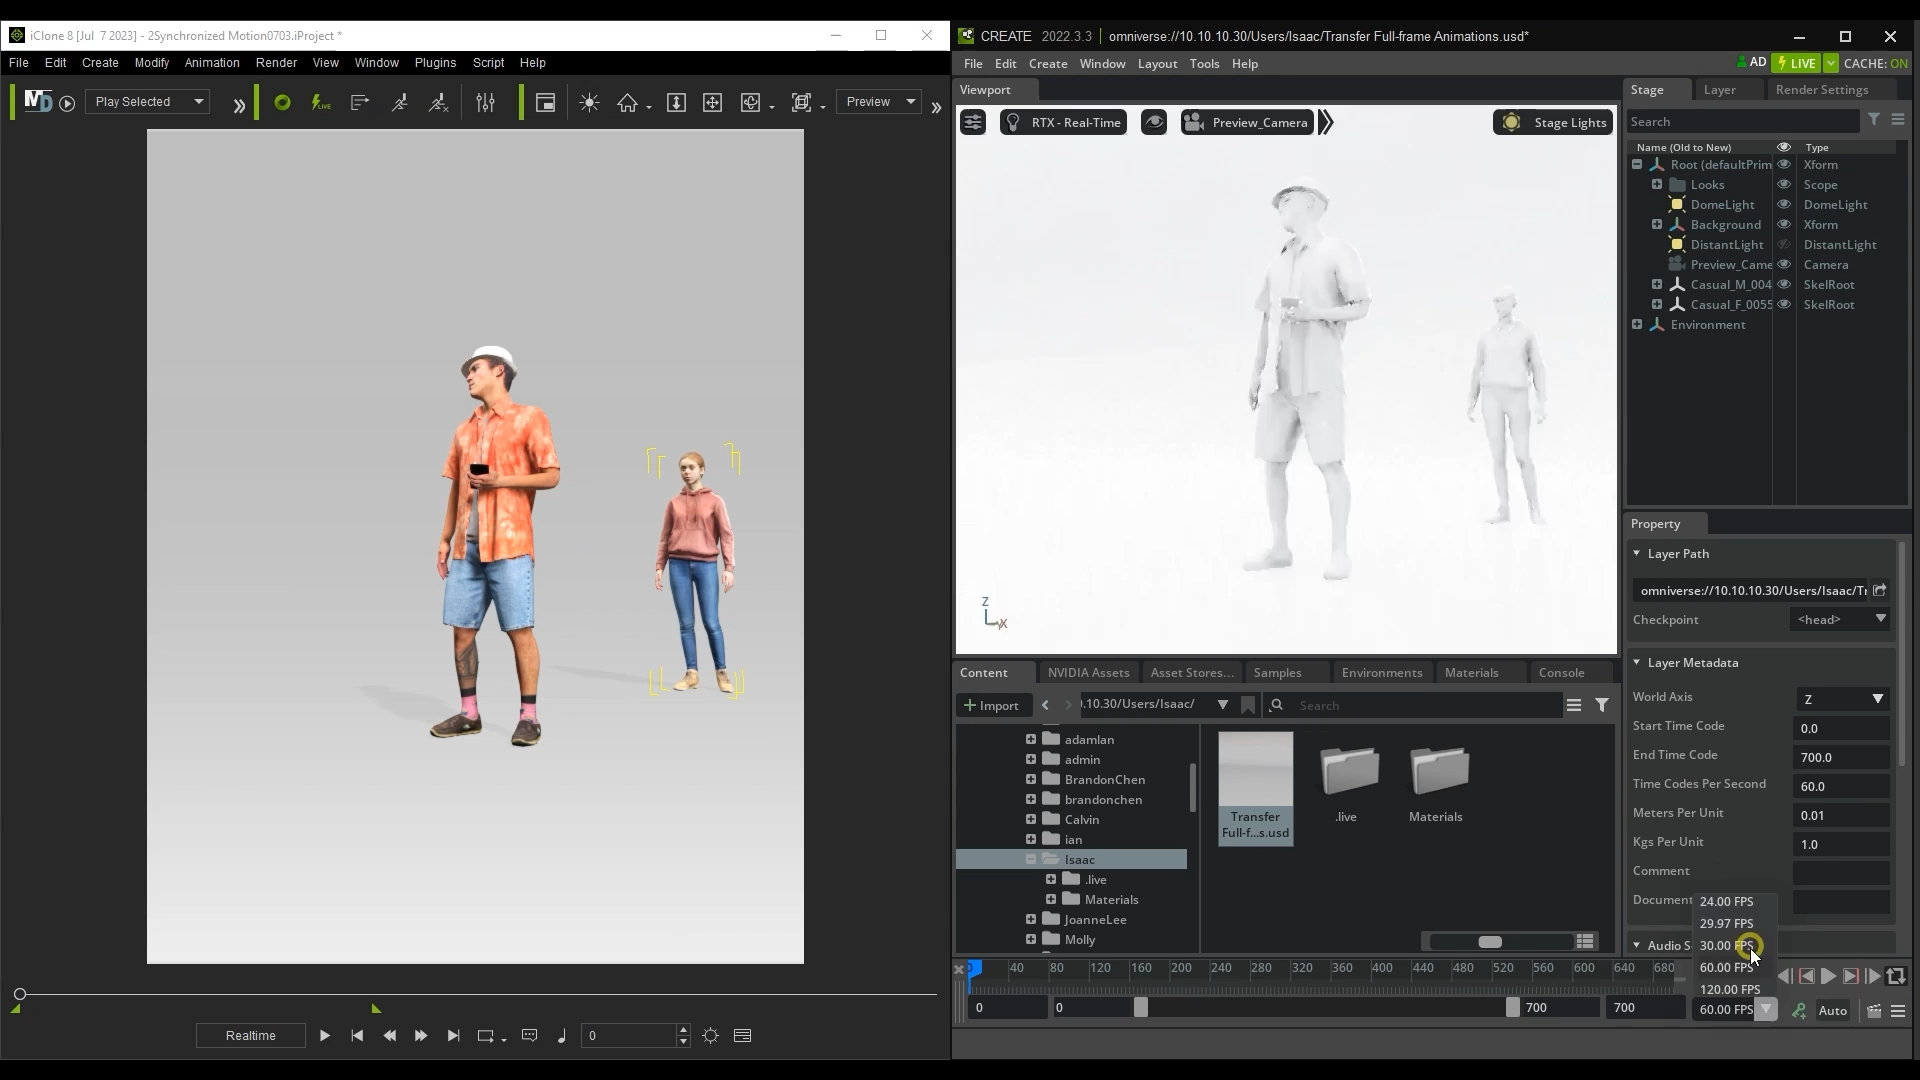 iClone 8 [Jul 7 2023] - 2Synchronized Motion0703.iProject *
File Edit Create Modify Animation Render View Window Plugins Script Help
MD Play Selected LIVE Preview
Realtime 0
CREATE 2022.3.3 omniverse://10.10.10.30/Users/Isaac/Transfer Full-frame Animations.usd*
File Edit Create Window Layout Tools Help AD LIVE CACHE: ON
Viewport
RTX - Real-Time Preview_Camera Stage Lights
Z
X
Stage Layer Render Settings
Search
Name (Old to New) Type
Root (defaultPrim Xform
Looks Scope
DomeLight DomeLight
Background Xform
DistantLight DistantLight
Preview_Came Camera
Casual_M_004 SkelRoot
Casual_F_0055 SkelRoot
Environment
Property
Layer Path
omniverse://10.10.10.30/Users/Isaac/Tr
Checkpoint <head>
Layer Metadata
World Axis Z
Start Time Code 0.0
End Time Code 700.0
Time Codes Per Second 60.0
Meters Per Unit 0.01
Kgs Per Unit 1.0
Comment
Document
Audio S
24.00 FPS
29.97 FPS
30.00 FPS
60.00 FPS
120.00 FPS
60.00 FPS Auto
Content NVIDIA Assets Asset Stores... Samples Environments Materials Console
Import .10.30/Users/Isaac/ Search
adamlan
admin
BrandonChen
brandonchen
Calvin
ian
Isaac
.live
Materials
JoanneLee
Molly
Transfer
Full-f...s.usd
.live
Materials
0 40 80 120 160 200 240 280 320 360 400 440 480 520 560 600 640 680
0 0 700 700